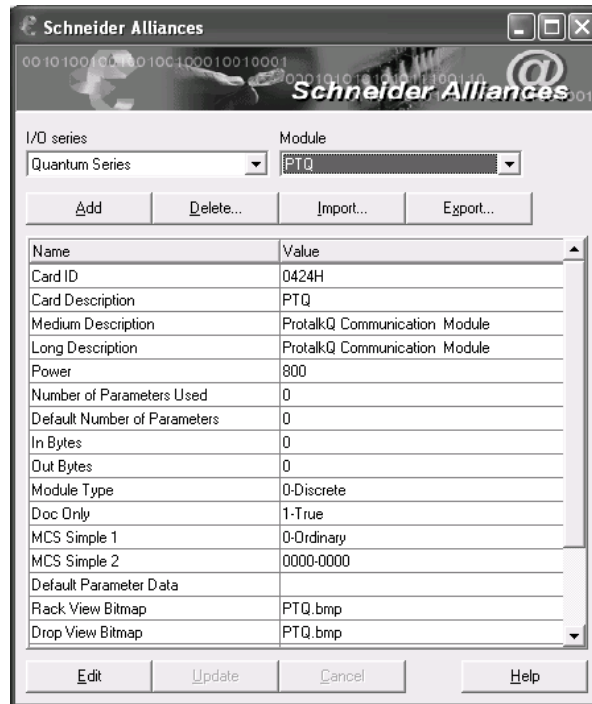 Schneider Alliances
Schneider Alliances
I/O series Module
Quantum Series PTQ
Add Delete... Import... Export...
Name Value
Card ID 0424H
Card Description PTQ
Medium Description ProtalkQ Communication Module
Long Description ProtalkQ Communication Module
Power 800
Number of Parameters Used 0
Default Number of Parameters 0
In Bytes 0
Out Bytes 0
Module Type 0-Discrete
Doc Only 1-True
MCS Simple 1 0-Ordinary
MCS Simple 2 0000-0000
Default Parameter Data
Rack View Bitmap PTQ.bmp
Drop View Bitmap PTQ.bmp
Edit Update Cancel Help